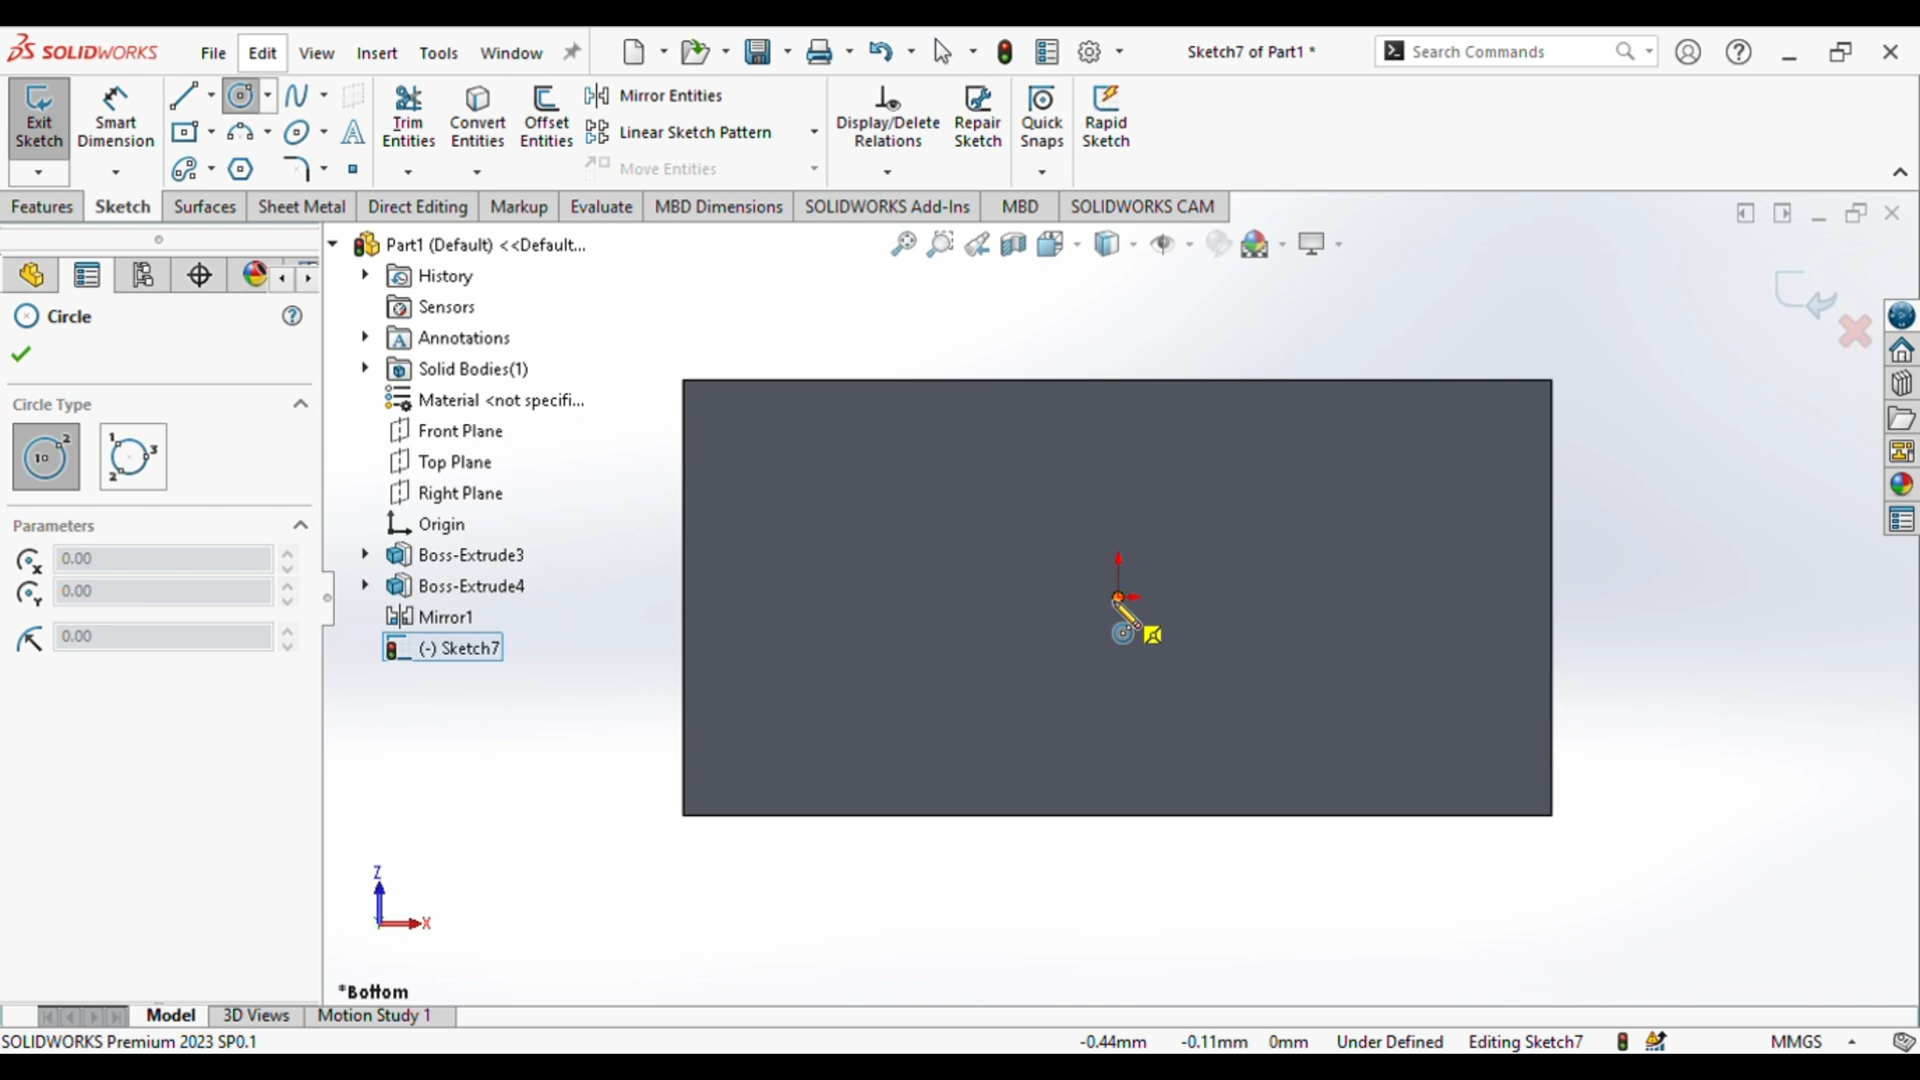 SOLIDWORKS File Edit View Insert Tools Window Sketch7 of Part1 * Search Commands
Exit Sketch
Smart Dimension
Trim Entities
Convert Entities
Offset Entities
Mirror Entities
Linear Sketch Pattern
Move Entities
Display/Delete Relations
Repair Sketch
Quick Snaps
Rapid Sketch
Features Sketch Surfaces Sheet Metal Direct Editing Markup Evaluate MBD Dimensions SOLIDWORKS Add-Ins MBD SOLIDWORKS CAM
Circle
Circle Type
Parameters
0.00
0.00
0.00
Part1 (Default) <<Default...
History
Sensors
Annotations
Solid Bodies(1)
Material <not specifi...
Front Plane
Top Plane
Right Plane
Origin
Boss-Extrude3
Boss-Extrude4
Mirror1
(-) Sketch7
Z
X
*Bottom
Model 3D Views Motion Study 1
SOLIDWORKS Premium 2023 SP0.1 -0.44mm -0.11mm 0mm Under Defined Editing Sketch7 MMGS